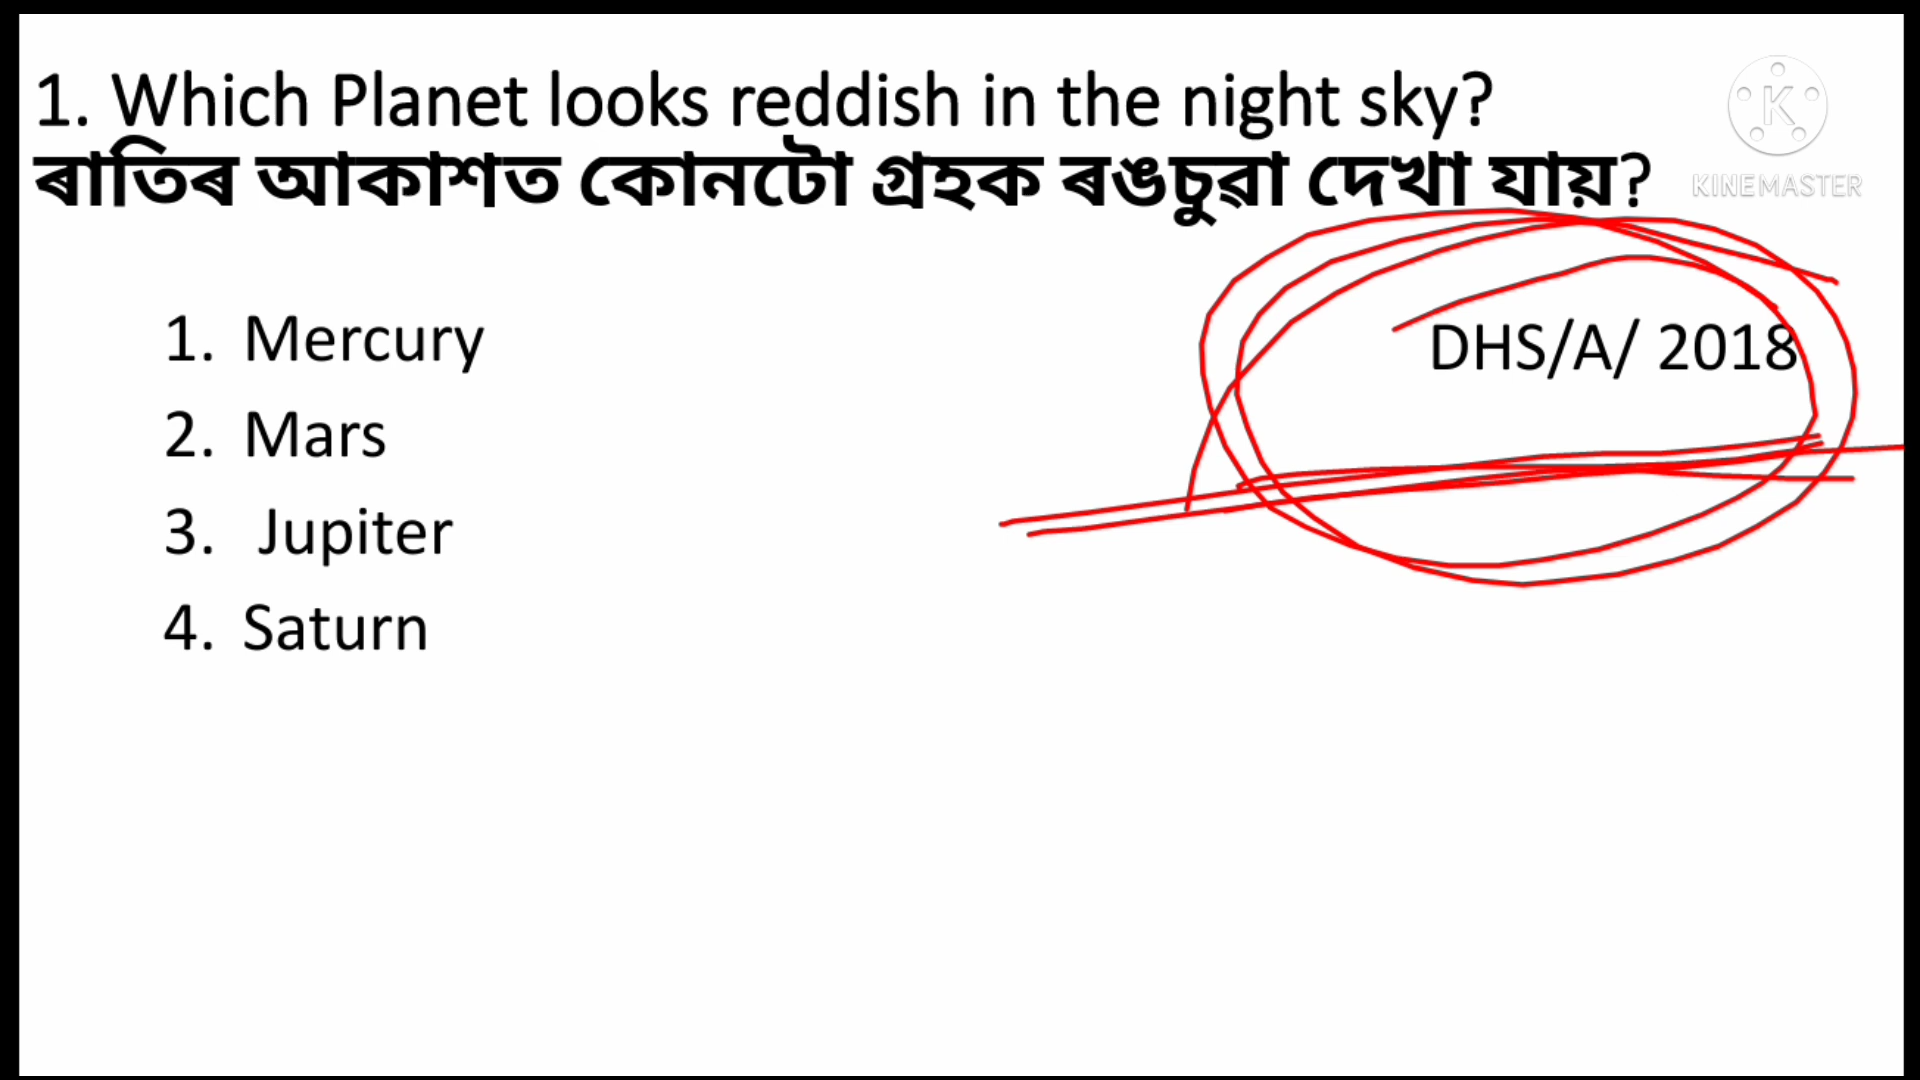 1. Which Planet looks reddish in the night sky?
ৰাতিৰ আকাশত কোনটো গ্ৰহক ৰঙচুৱা দেখা যায়?
K
KINEMASTER
1. Mercury
DHS/A/ 2018
2. Mars
3. Jupiter
4. Saturn